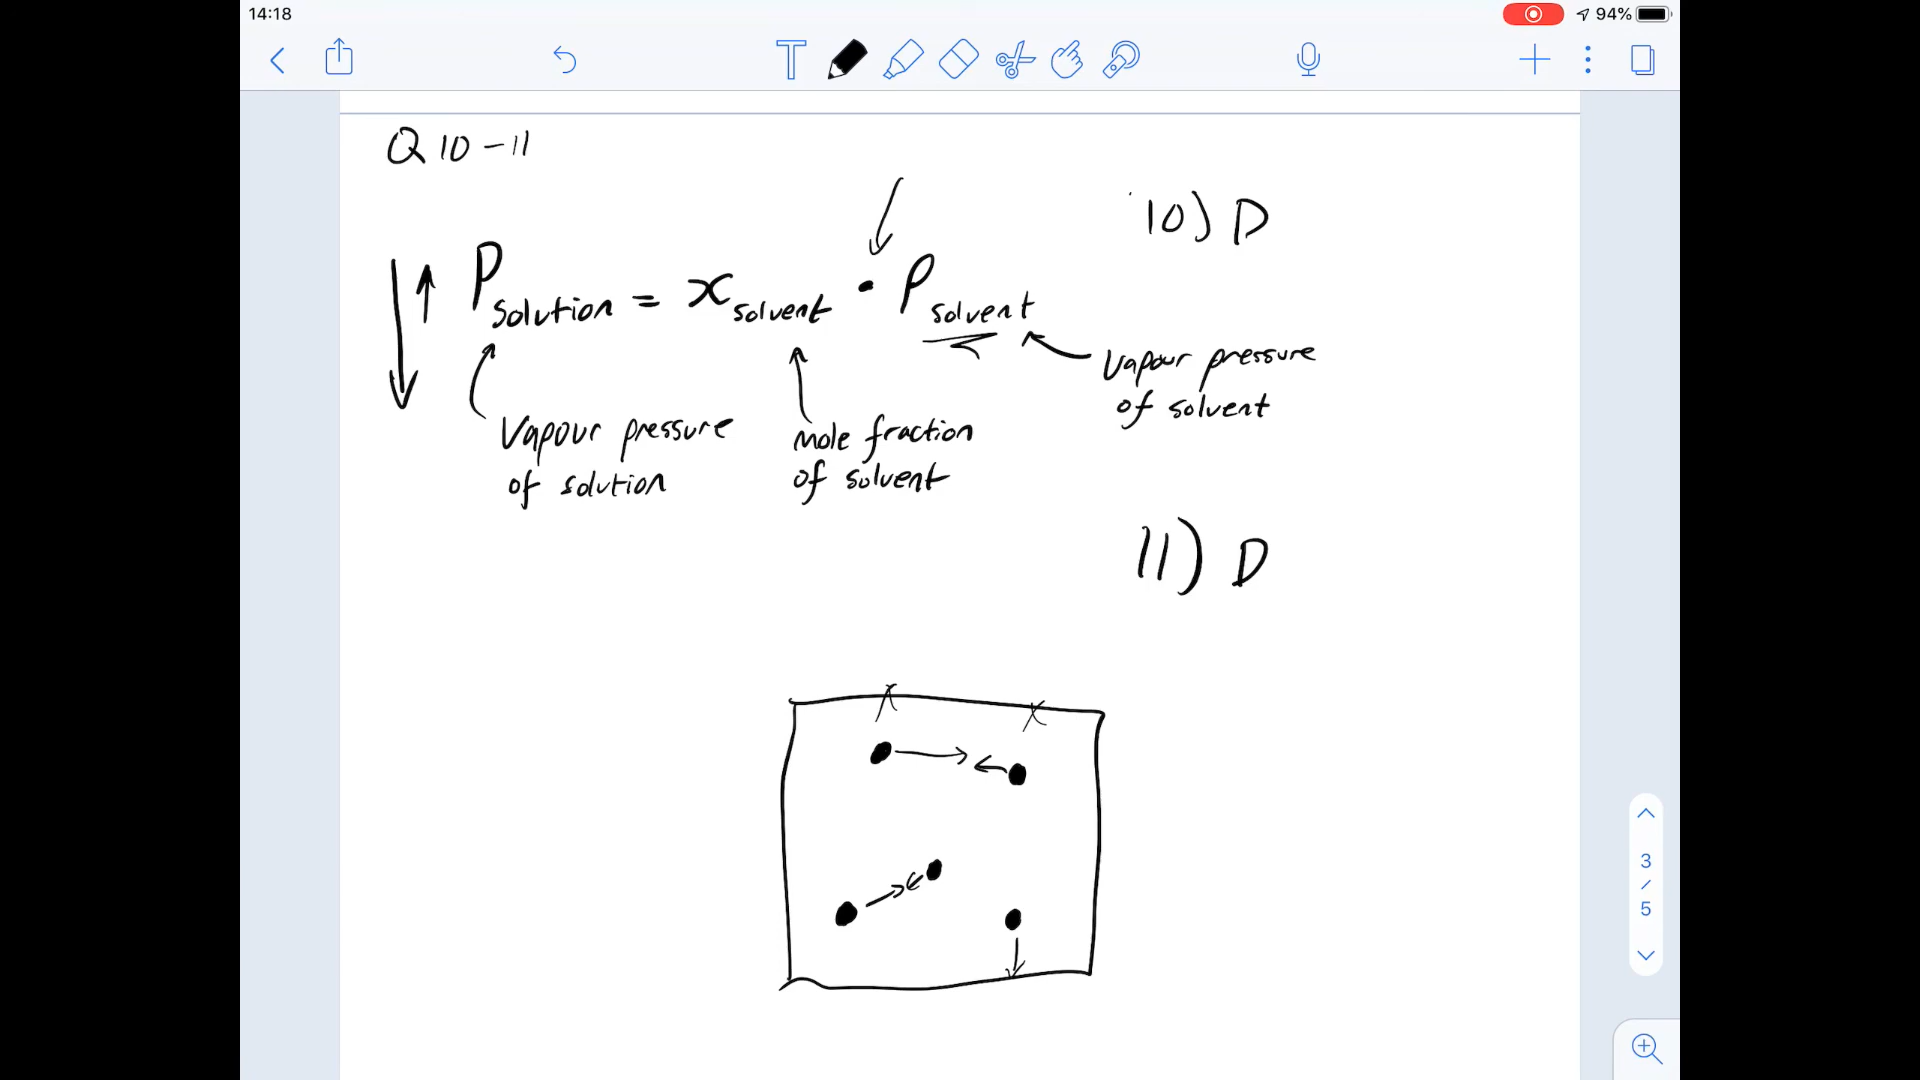 14:18
94%
T
Q 10 - 11
10) D
P solution = x solvent • P solvent
Vapour pressure
of solvent
Vapour pressure
of solution
mole fraction
of solvent
11) D
3
/
5